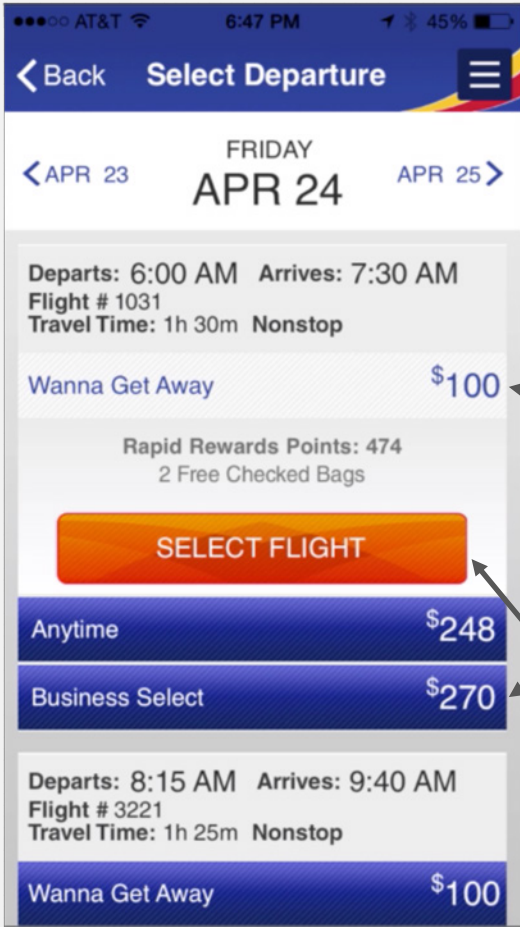 AT&T 6:47 PM 45%
Back Select Departure
APR 23 FRIDAY APR 24 APR 25
Departs: 6:00 AM Arrives: 7:30 AM
Flight # 1031
Travel Time: 1h 30m Nonstop
Wanna Get Away $100
Rapid Rewards Points: 474
2 Free Checked Bags
SELECT FLIGHT
Anytime $248
Business Select $270
Departs: 8:15 AM Arrives: 9:40 AM
Flight # 3221
Travel Time: 1h 25m Nonstop
Wanna Get Away $100